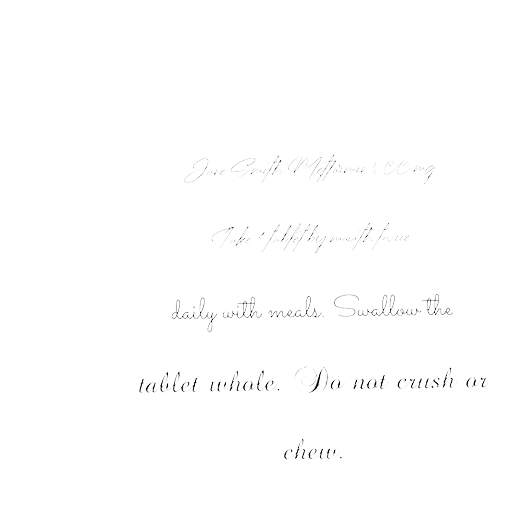 Jane Smith. Metformin
Take 1 tablet by mouth twice
daily with meals. Swallow the
tablet whole. Do not crush or
chew.